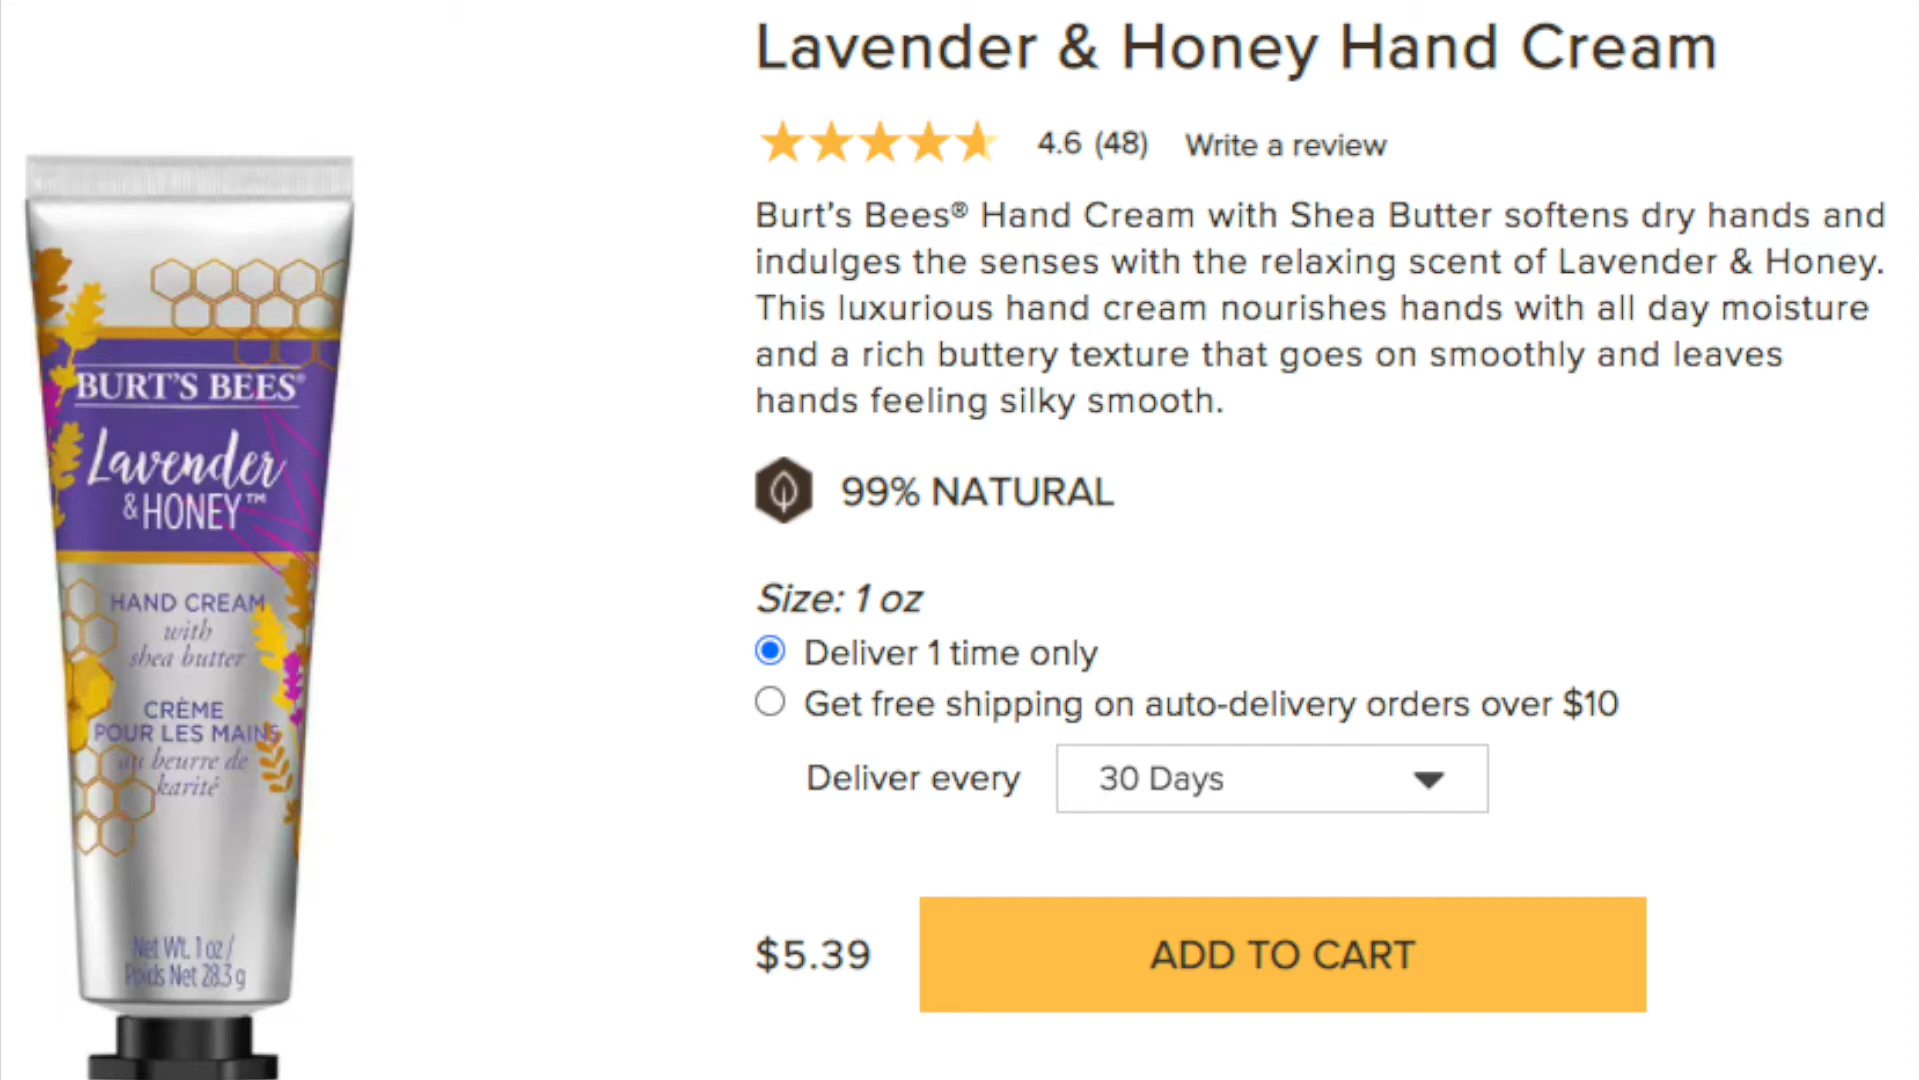 Lavender & Honey Hand Cream
4.6 (48) Write a review
Burt's Bees® Hand Cream with Shea Butter softens dry hands and
indulges the senses with the relaxing scent of Lavender & Honey.
This luxurious hand cream nourishes hands with all day moisture
and a rich buttery texture that goes on smoothly and leaves
hands feeling silky smooth.
99% NATURAL
Size: 1 oz
Deliver 1 time only
Get free shipping on auto-delivery orders over $10
Deliver every 30 Days
$5.39 ADD TO CART
BURT'S BEES®
Lavender
& HONEY™
HAND CREAM
with
shea butter
CRÈME
POUR LES MAINS
au beurre de
karité
Net Wt. 1 oz /
Poids Net 28.3 g